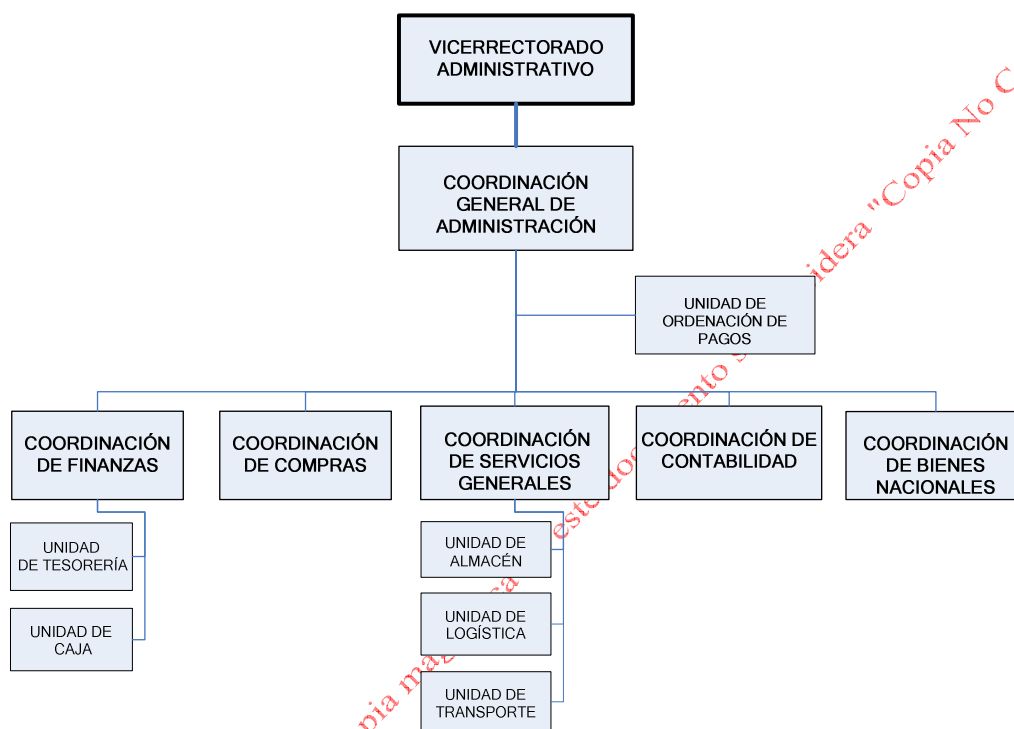 VICERRECTORADO
ADMINISTRATIVO
COORDINACIÓN
GENERAL DE
ADMINISTRACIÓN
UNIDAD DE
ORDENACIÓN DE
PAGOS
COORDINACIÓN
DE FINANZAS
COORDINACIÓN
DE COMPRAS
COORDINACIÓN
DE SERVICIOS
GENERALES
COORDINACIÓN DE
CONTABILIDAD
COORDINACIÓN
DE BIENES
NACIONALES
UNIDAD
DE TESORERÍA
UNIDAD DE
CAJA
UNIDAD DE
ALMACÉN
UNIDAD DE
LOGÍSTICA
UNIDAD DE
TRANSPORTE
este "Copia No